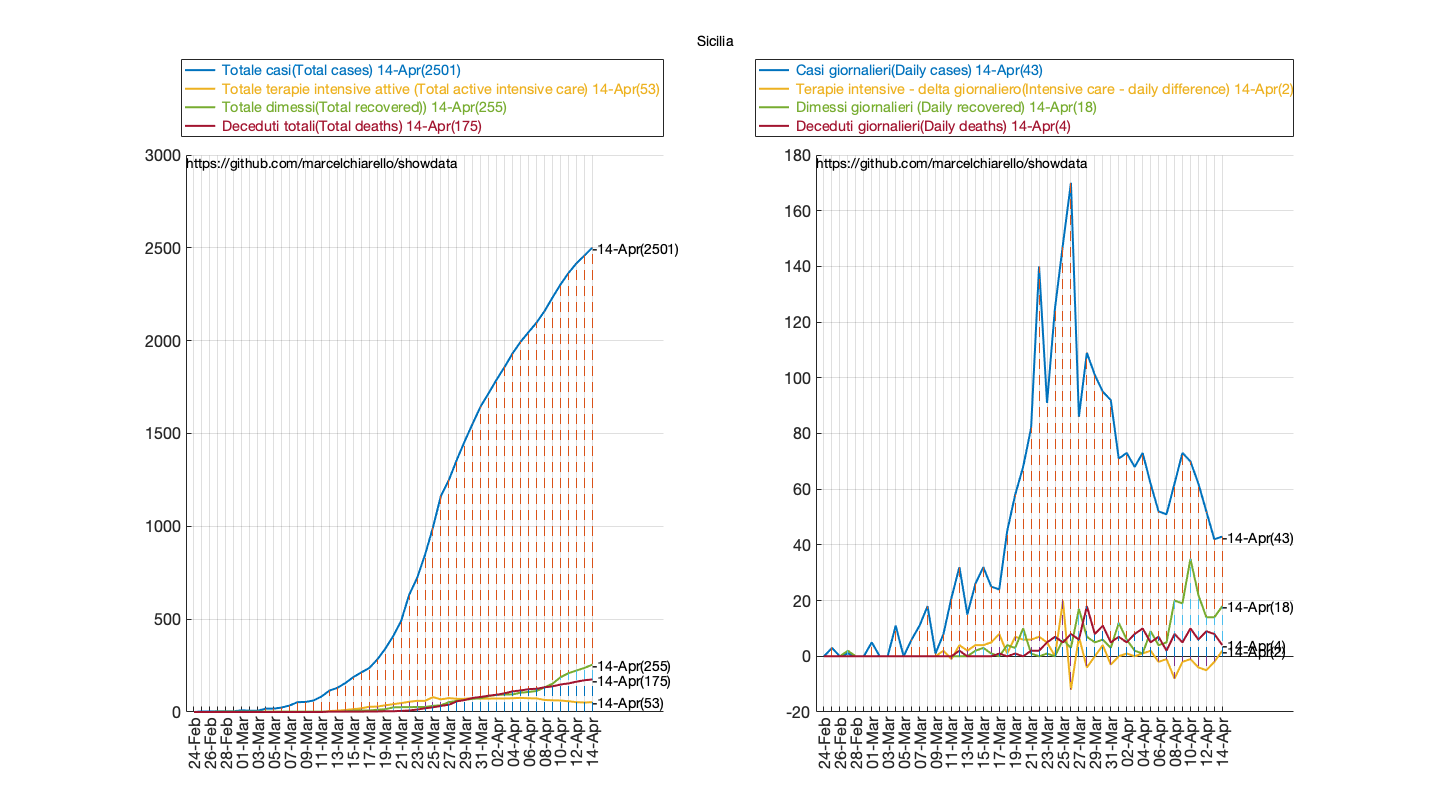 Sicilia
Totale casi(Total cases) 14-Apr(2501)
Totale terapie intensive attive (Total active intensive care) 14-Apr(53)
Totale dimessi(Total recovered)) 14-Apr(255)
Deceduti totali(Total deaths) 14-Apr(175)
https://github.com/marcelchiarello/showdata
3000
2500
2000
1500
1000
500
0
14-Apr(2501)
14-Apr(255)
14-Apr(175)
14-Apr(53)
24-Feb
26-Feb
28-Feb
01-Mar
03-Mar
05-Mar
07-Mar
09-Mar
11-Mar
13-Mar
15-Mar
17-Mar
19-Mar
21-Mar
23-Mar
25-Mar
27-Mar
29-Mar
31-Mar
02-Apr
04-Apr
06-Apr
08-Apr
10-Apr
12-Apr
14-Apr
Casi giornalieri(Daily cases) 14-Apr(43)
Terapie intensive - delta giornaliero(Intensive care - daily difference) 14-Apr(2)
Dimessi giornalieri (Daily recovered) 14-Apr(18)
Deceduti giornalieri(Daily deaths) 14-Apr(4)
https://github.com/marcelchiarello/showdata
180
160
140
120
100
80
60
40
20
0
-20
14-Apr(43)
14-Apr(18)
14-Apr(4)
14-Apr(2)
24-Feb
26-Feb
28-Feb
01-Mar
03-Mar
05-Mar
07-Mar
09-Mar
11-Mar
13-Mar
15-Mar
17-Mar
19-Mar
21-Mar
23-Mar
25-Mar
27-Mar
29-Mar
31-Mar
02-Apr
04-Apr
06-Apr
08-Apr
10-Apr
12-Apr
14-Apr